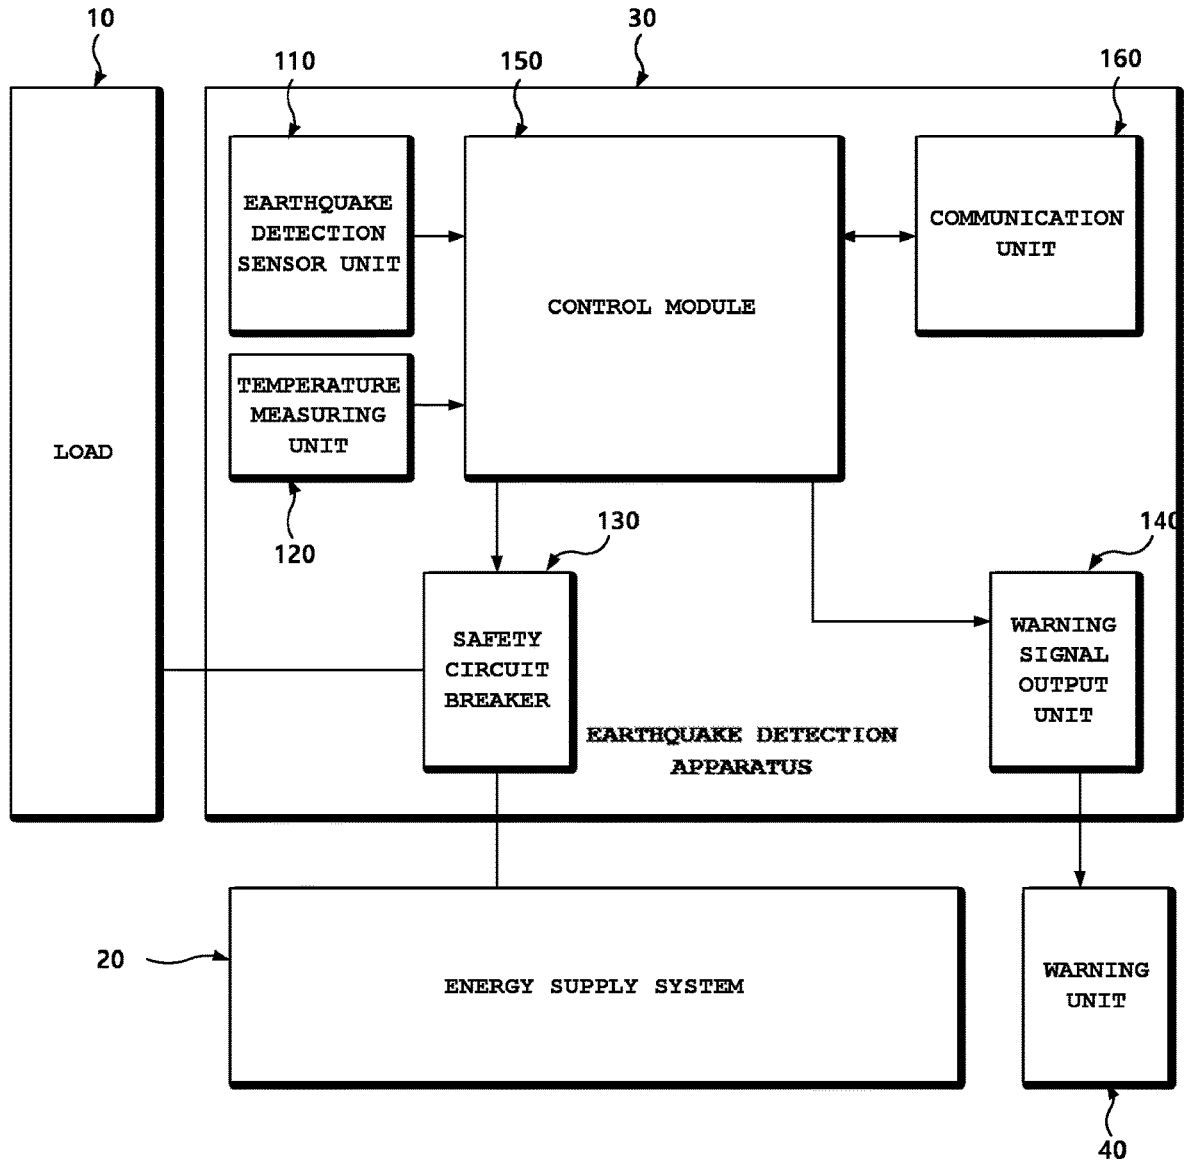 10
30
110
150
160
EARTHQUAKE
DETECTION
SENSOR UNIT
COMMUNICATION
UNIT
CONTROL MODULE
TEMPERATURE
MEASURING
UNIT
LOAD
120
130
140
SAFETY
CIRCUIT
BREAKER
WARNING
SIGNAL
OUTPUT
UNIT
EARTHQUAKE DETECTION
APPARATUS
20
ENERGY SUPPLY SYSTEM
WARNING
UNIT
40